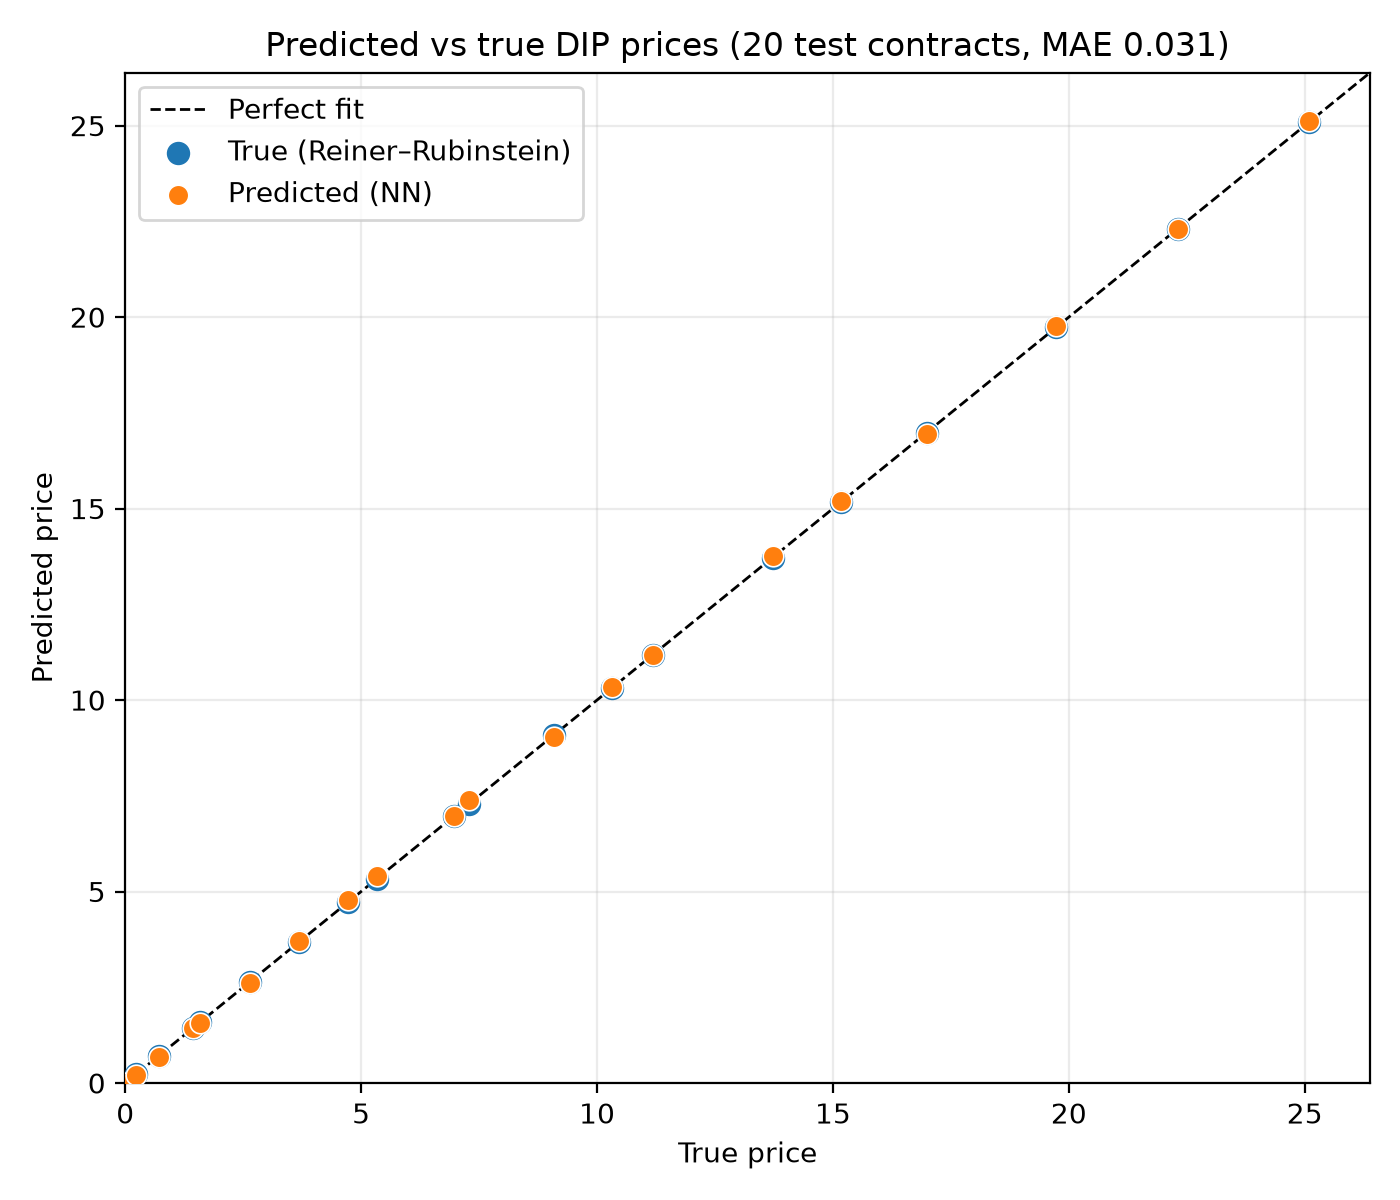 Predicted vs true DIP prices (20 test contracts, MAE 0.031)
Perfect fit
True (Reiner–Rubinstein)
Predicted (NN)
25
20
15
10
5
0
Predicted price
0 5 10 15 20 25
True price